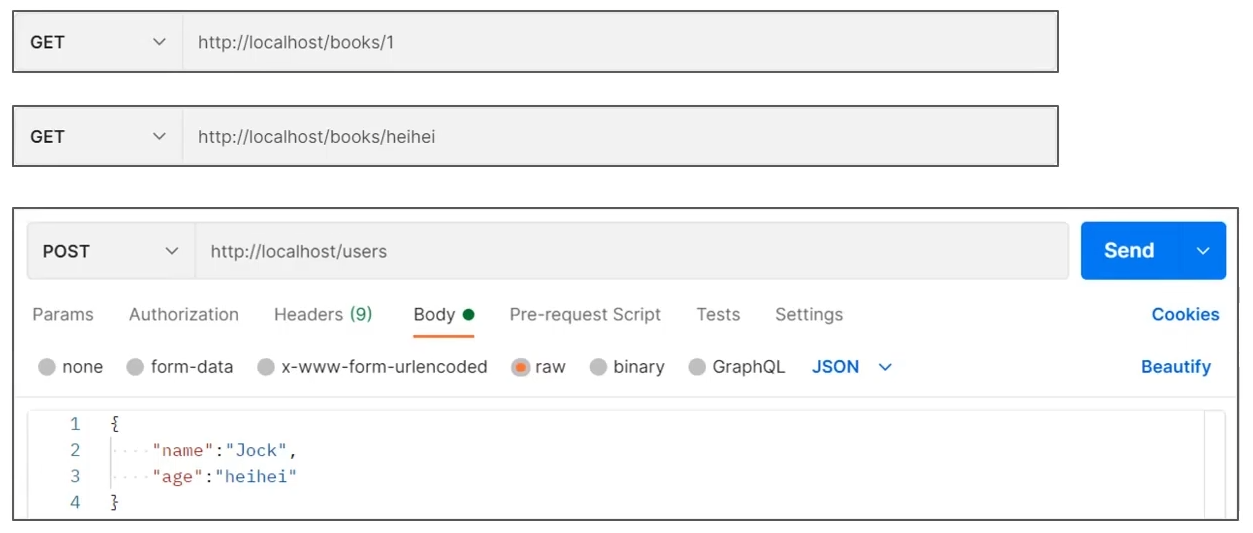 GET http://localhost/books/1
GET http://localhost/books/heihei
POST http://localhost/users Send
Params Authorization Headers (9) Body Pre-request Script Tests Settings Cookies
none form-data x-www-form-urlencoded raw binary GraphQL JSON Beautify
1 {
2 "name":"Jock",
3 "age":"heihei"
4 }